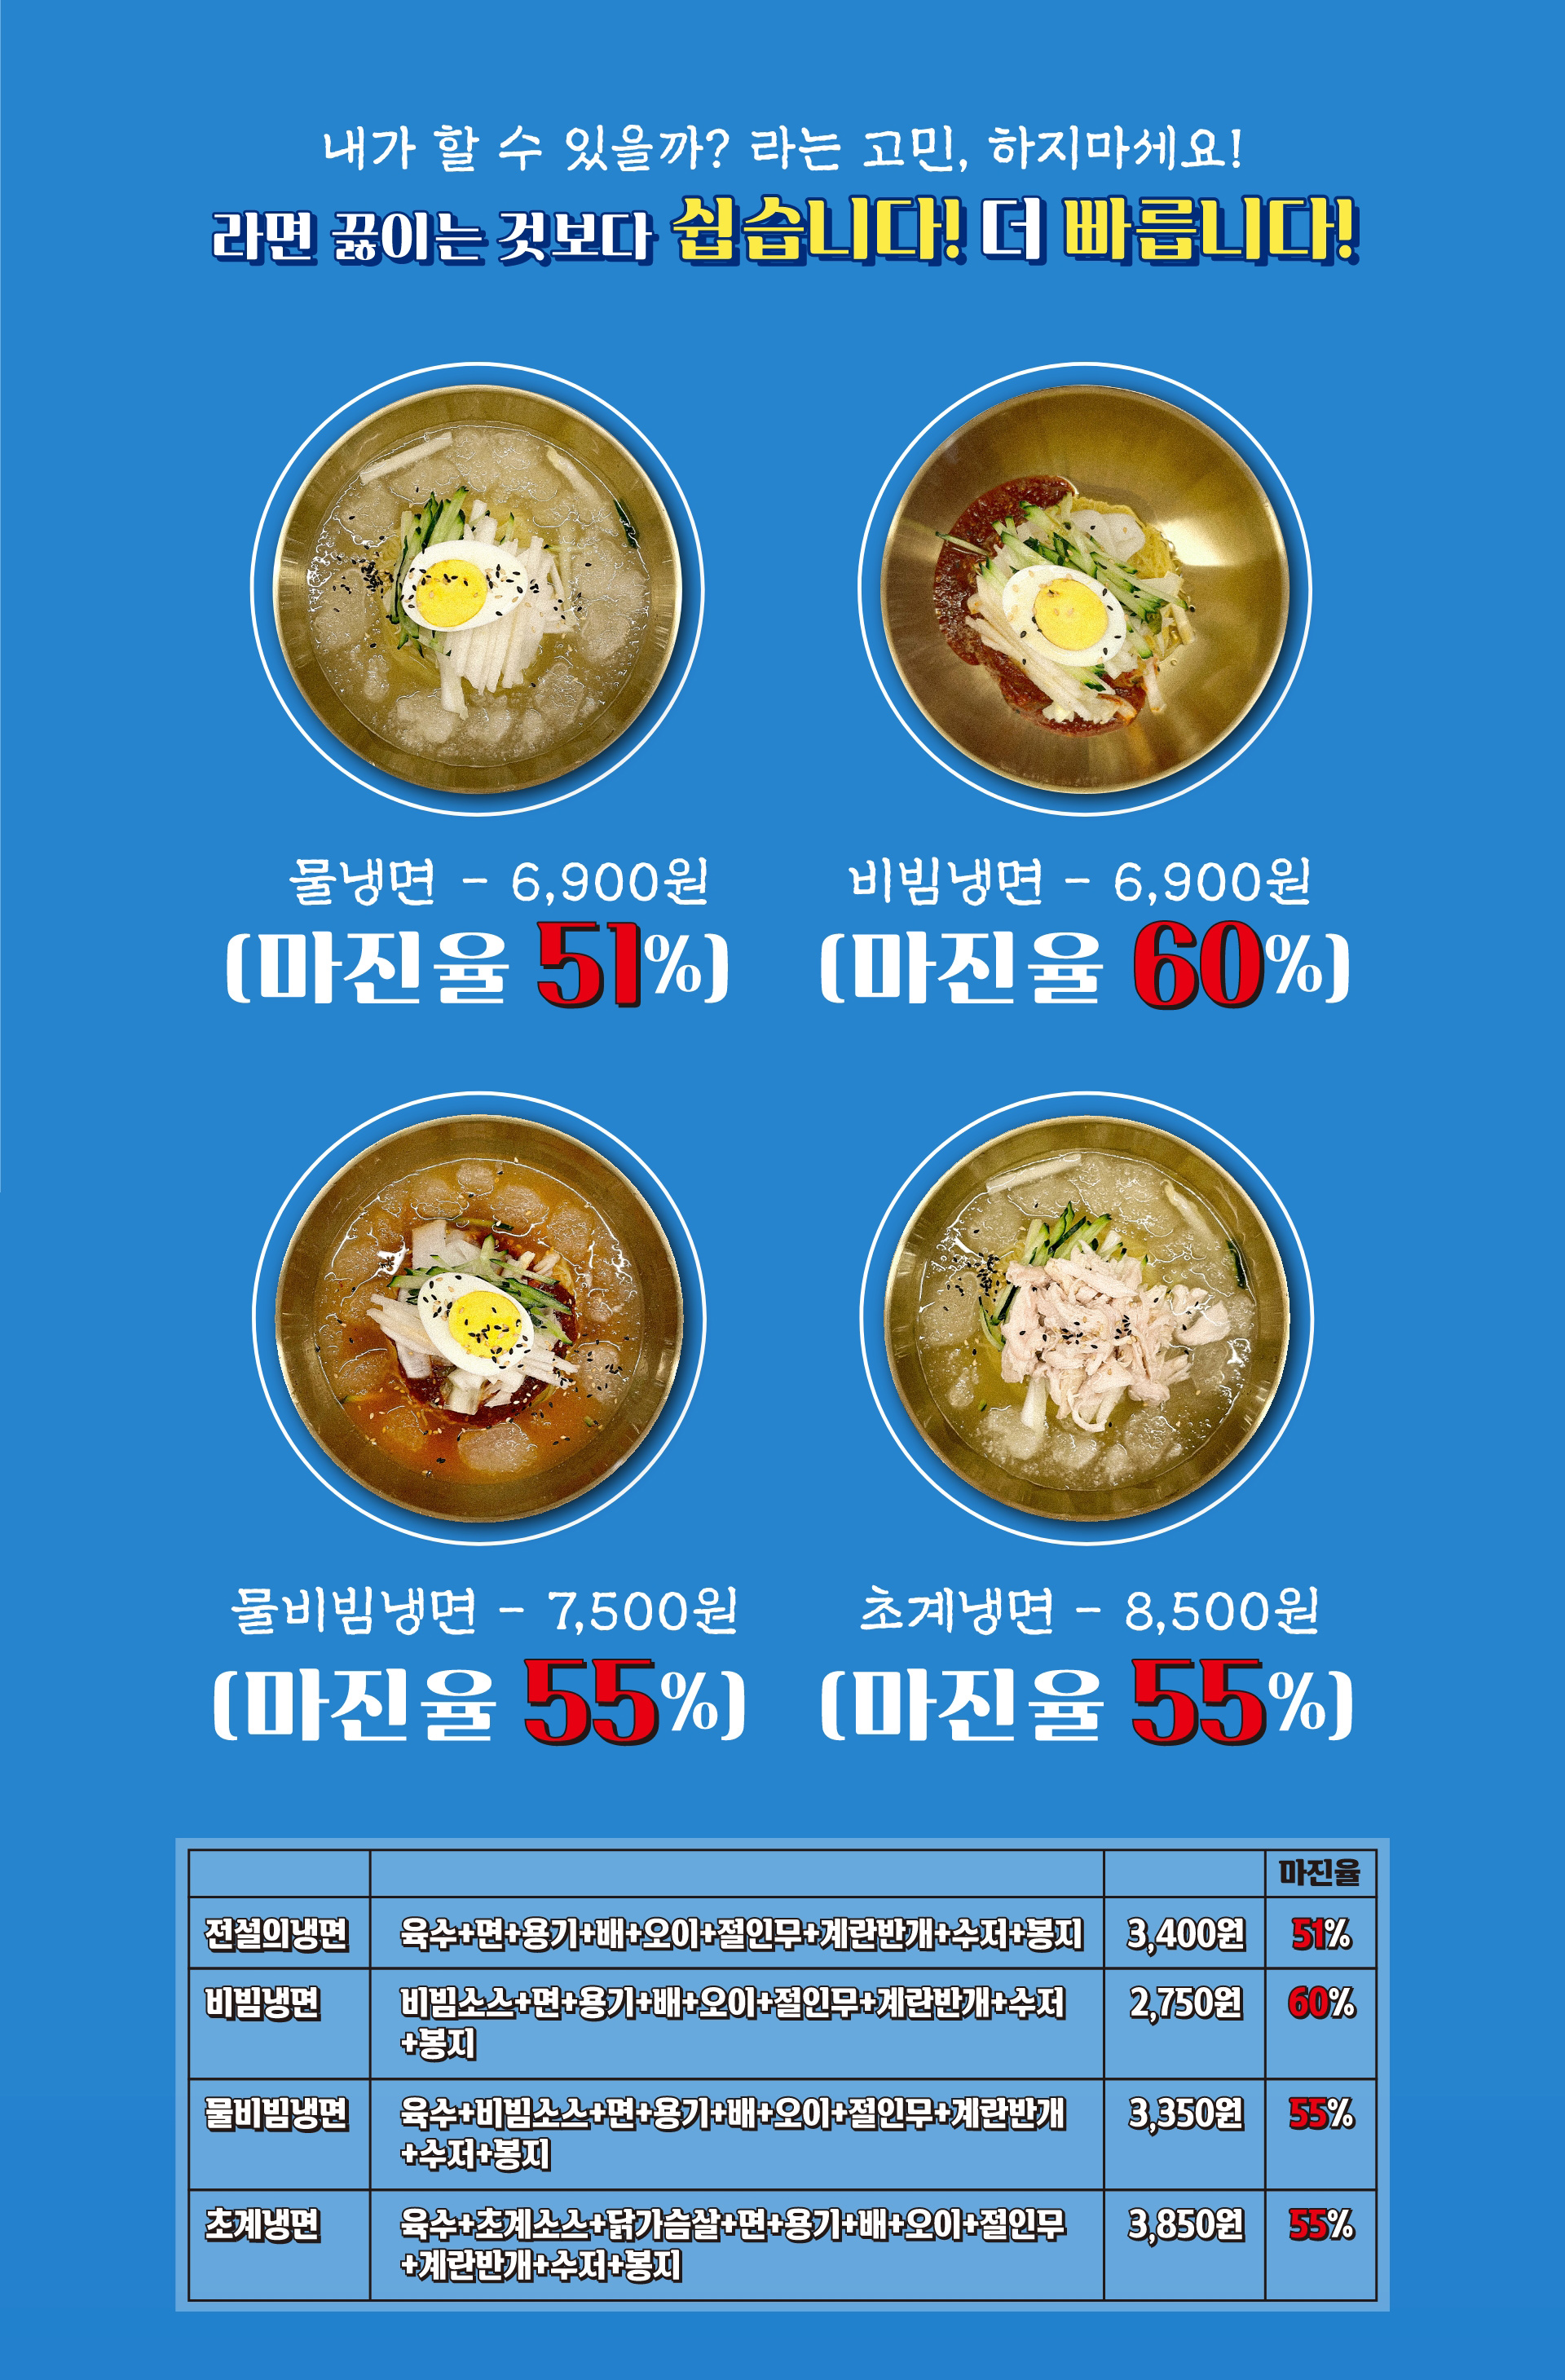 내가 할 수 있을까? 라는 고민, 하지마세요!
라면 끓이는 것보다 쉽습니다! 더 빠릅니다!
물냉면 - 6,900원
(마진율 51%)
비빔냉면 - 6,900원
(마진율 60%)
물비빔냉면 - 7,500원
(마진율 55%)
초계냉면 - 8,500원
(마진율 55%)
마진율
전설의냉면 육수+면+용기+배+오이+절인무+계란반개+수저+봉지 3,400원 51%
비빔냉면 비빔소스+면+용기+배+오이+절인무+계란반개+수저 2,750원 60%
+봉지
물비빔냉면 육수+비빔소스+면+용기+배+오이+절인무+계란반개 3,350원 55%
+수저+봉지
초계냉면 육수+초계소스+닭가슴살+면+용기+배+오이+절인무 3,850원 55%
+계란반개+수저+봉지